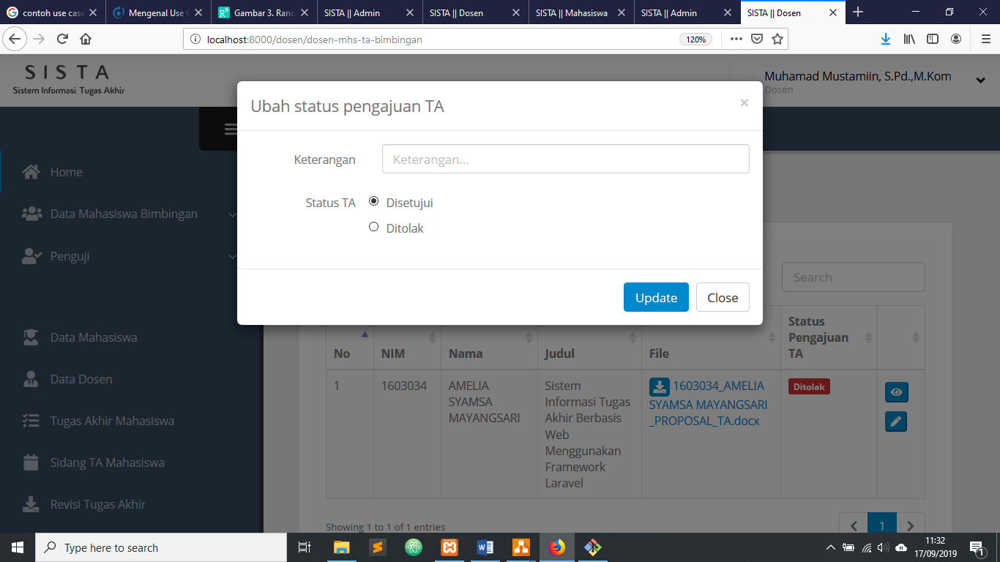 contoh use case
Mengenal Use C
Gambar 3. Ranc
SISTA || Admin
SISTA || Dosen
SISTA || Mahasiswa
SISTA || Admin
SISTA || Dosen
localhost:8000/dosen/dosen-mhs-ta-bimbingan
120%
SISTA
Sistem Informasi Tugas Akhir
Muhamad Mustamiin, S.Pd.,M.Kom
Dosen
Ubah status pengajuan TA
×
Keterangan
Keterangan...
Status TA
Disetujui
Ditolak
Update
Close
Home
Data Mahasiswa Bimbingan
Penguji
Data Mahasiswa
Data Dosen
Tugas Akhir Mahasiswa
Sidang TA Mahasiswa
Revisi Tugas Akhir
Search
No
NIM
Nama
Judul
File
Status
Pengajuan
TA
1
1603034
AMELIA
SYAMSA
MAYANGSARI
Sistem
Informasi Tugas
Akhir Berbasis
Web
Menggunakan
Framework
Laravel
1603034_AMELIA
SYAMSA MAYANGSARI
_PROPOSAL_TA.docx
Ditolak
Showing 1 to 1 of 1 entries
1
Type here to search
11:32
17/09/2019
1